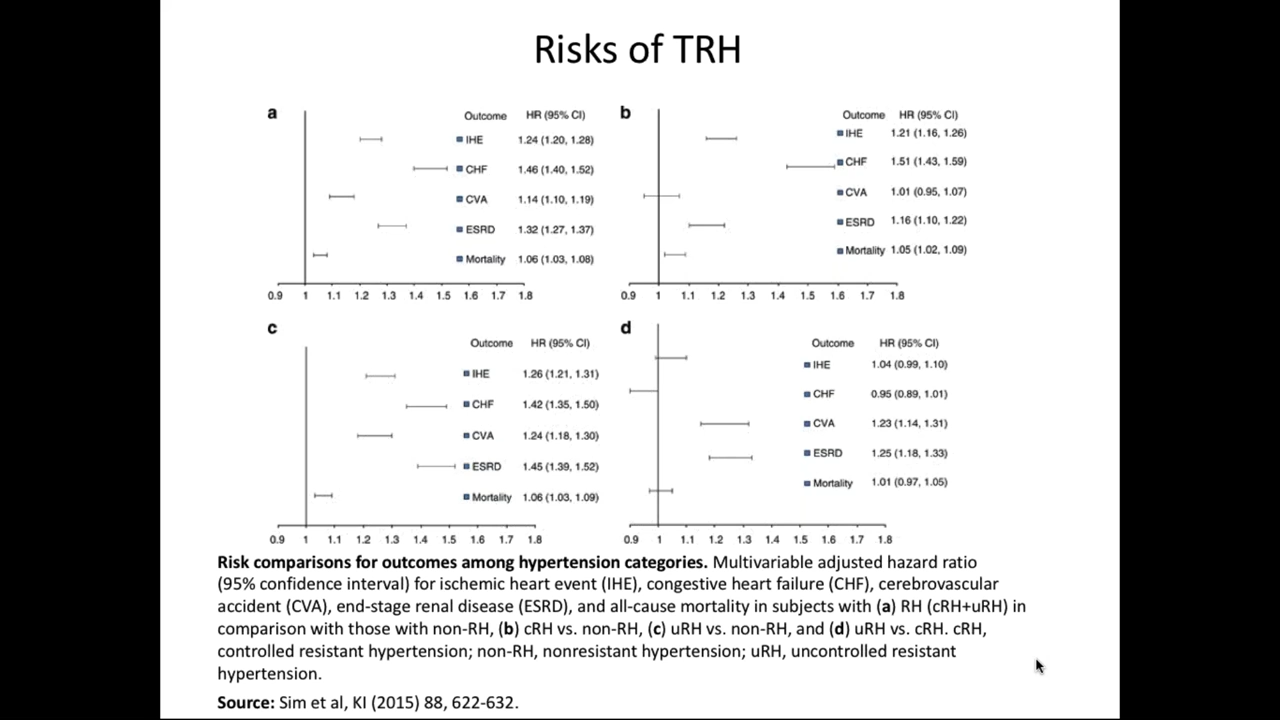 Risks of TRH
a
Outcome HR (95% CI)
IHE 1.24 (1.20, 1.28)
CHF 1.46 (1.40, 1.52)
CVA 1.14 (1.10, 1.19)
ESRD 1.32 (1.27, 1.37)
Mortality 1.06 (1.03, 1.08)
0.9 1 1.1 1.2 1.3 1.4 1.5 1.6 1.7 1.8
b
Outcome HR (95% CI)
IHE 1.21 (1.16, 1.26)
CHF 1.51 (1.43, 1.59)
CVA 1.01 (0.95, 1.07)
ESRD 1.16 (1.10, 1.22)
Mortality 1.05 (1.02, 1.09)
0.9 1 1.1 1.2 1.3 1.4 1.5 1.6 1.7 1.8
c
Outcome HR (95% CI)
IHE 1.26 (1.21, 1.31)
CHF 1.42 (1.35, 1.50)
CVA 1.24 (1.18, 1.30)
ESRD 1.45 (1.39, 1.52)
Mortality 1.06 (1.03, 1.09)
0.9 1 1.1 1.2 1.3 1.4 1.5 1.6 1.7 1.8
d
Outcome HR (95% CI)
IHE 1.04 (0.99, 1.10)
CHF 0.95 (0.89, 1.01)
CVA 1.23 (1.14, 1.31)
ESRD 1.25 (1.18, 1.33)
Mortality 1.01 (0.97, 1.05)
0.9 1 1.1 1.2 1.3 1.4 1.5 1.6 1.7 1.8
Risk comparisons for outcomes among hypertension categories. Multivariable adjusted hazard ratio
(95% confidence interval) for ischemic heart event (IHE), congestive heart failure (CHF), cerebrovascular
accident (CVA), end-stage renal disease (ESRD), and all-cause mortality in subjects with (a) RH (cRH+uRH) in
comparison with those with non-RH, (b) cRH vs. non-RH, (c) uRH vs. non-RH, and (d) uRH vs. cRH. cRH,
controlled resistant hypertension; non-RH, nonresistant hypertension; uRH, uncontrolled resistant
hypertension.
Source: Sim et al, KI (2015) 88, 622-632.